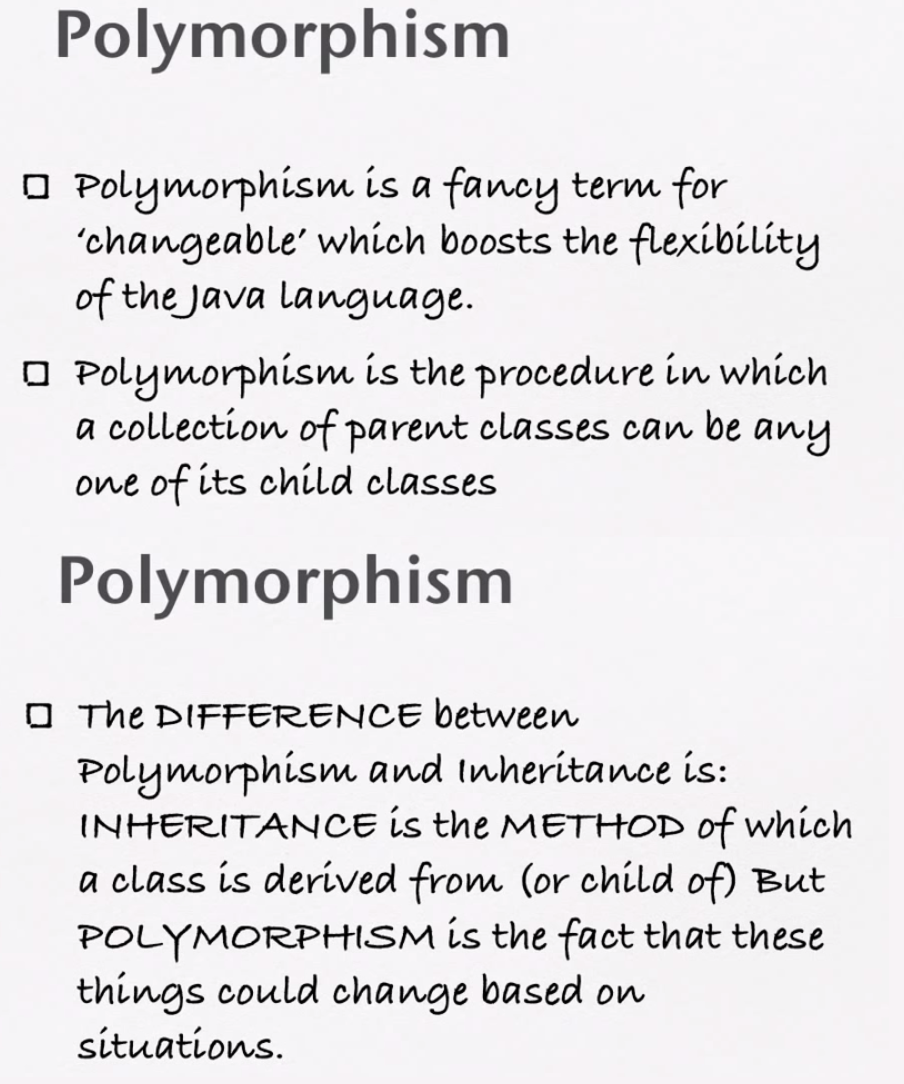 Polymorphism
Polymorphism is a fancy term for
‘changeable’ which boosts the flexibility
of the Java language.
Polymorphism is the procedure in which
a collection of parent classes can be any
one of its child classes
Polymorphism
The DIFFERENCE between
Polymorphism and Inheritance is:
INHERITANCE is the METHOD of which
a class is derived from (or child of) But
POLYMORPHISM is the fact that these
things could change based on
situations.